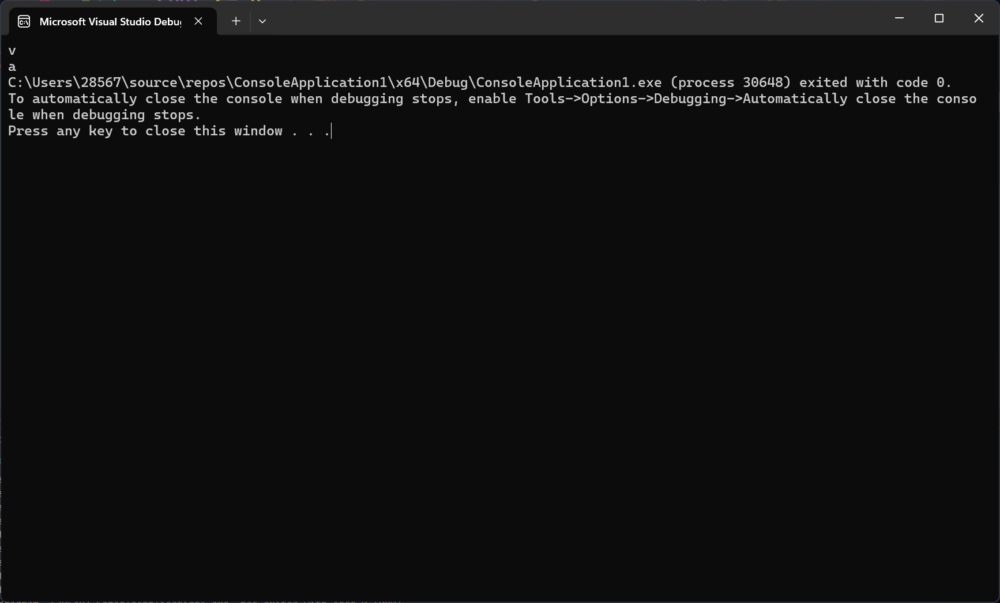 Microsoft Visual Studio Debu
v
a
C:\Users\28567\source\repos\ConsoleApplication1\x64\Debug\ConsoleApplication1.exe (process 30648) exited with code 0.
To automatically close the console when debugging stops, enable Tools->Options->Debugging->Automatically close the conso
le when debugging stops.
Press any key to close this window . . .